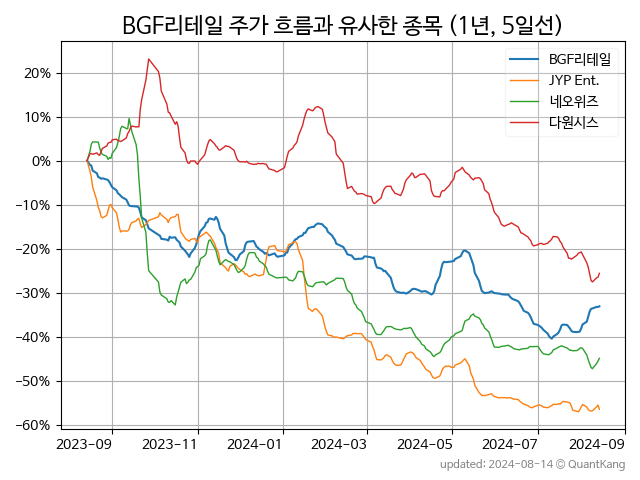 BGF리테일 주가 흐름과 유사한 종목 (1년, 5일선)
BGF리테일
JYP Ent.
네오위즈
다원시스
20%
10%
0%
−10%
−20%
−30%
−40%
−50%
−60%
2023-09 2023-11 2024-01 2024-03 2024-05 2024-07 2024-09
updated: 2024-08-14 © QuantKang